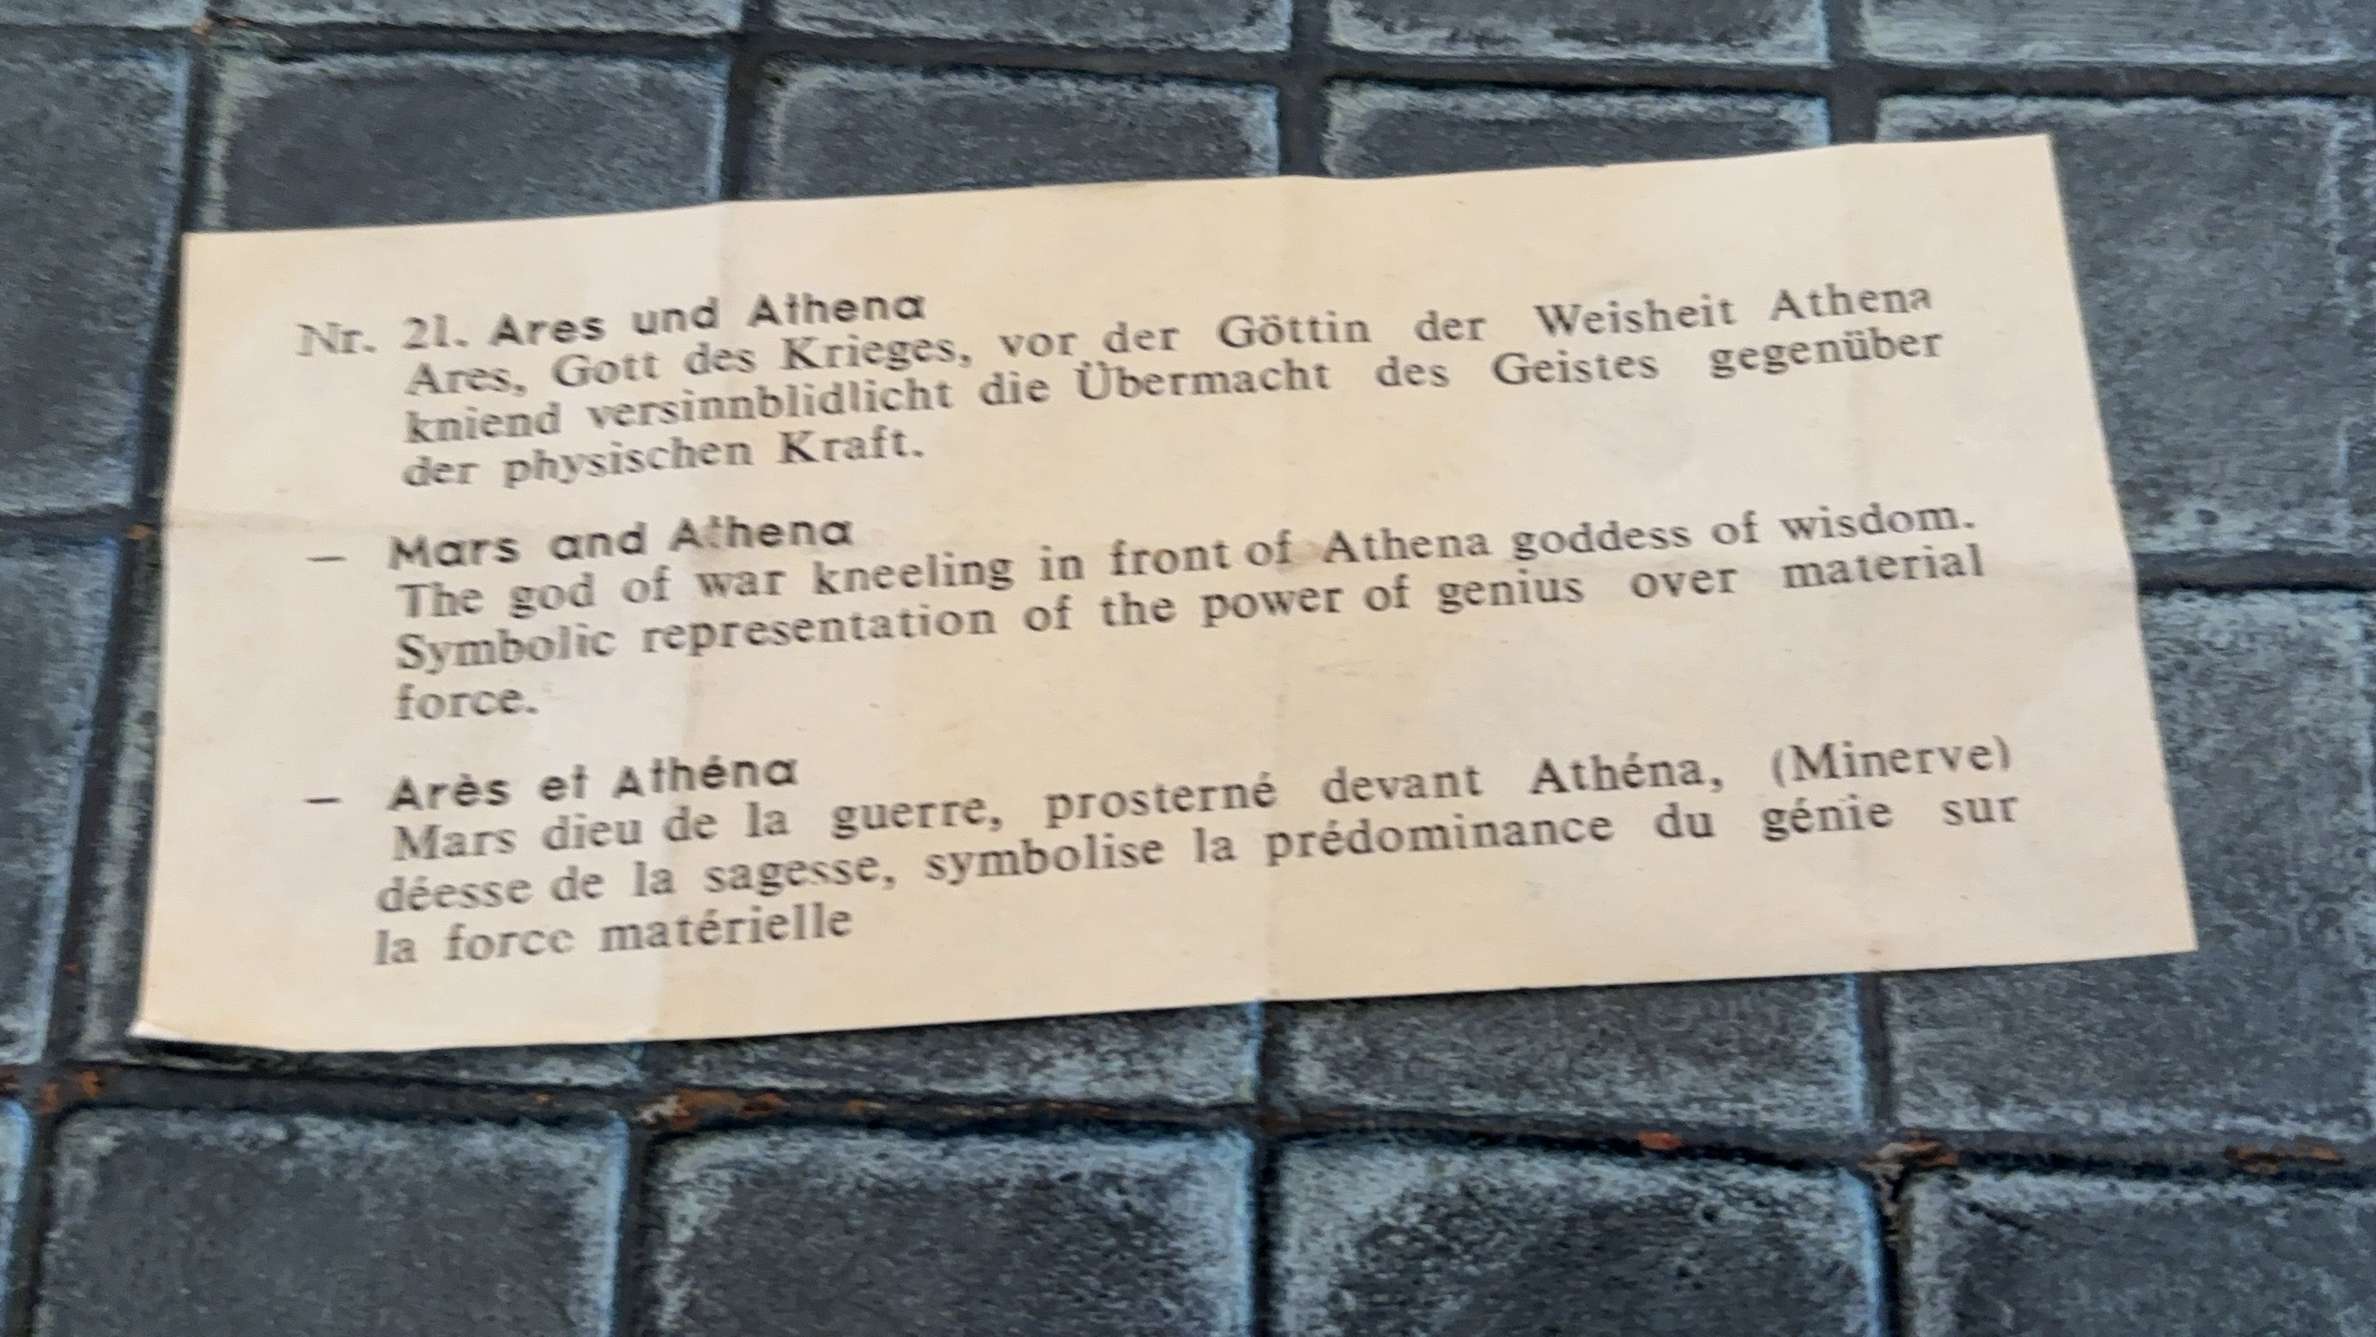 Nr. 21. Ares und Athena
Ares, Gott des Krieges, vor der Göttin der Weisheit Athena
kniend versinnblidlicht die Übermacht des Geistes gegenüber
der physischen Kraft.
— Mars and Athena
The god of war kneeling in front of Athena goddess of wisdom.
Symbolic representation of the power of genius over material
force.
— Arès et Athéna
Mars dieu de la guerre, prosterné devant Athéna, (Minerve)
déesse de la sagesse, symbolise la prédominance du génie sur
la force matérielle